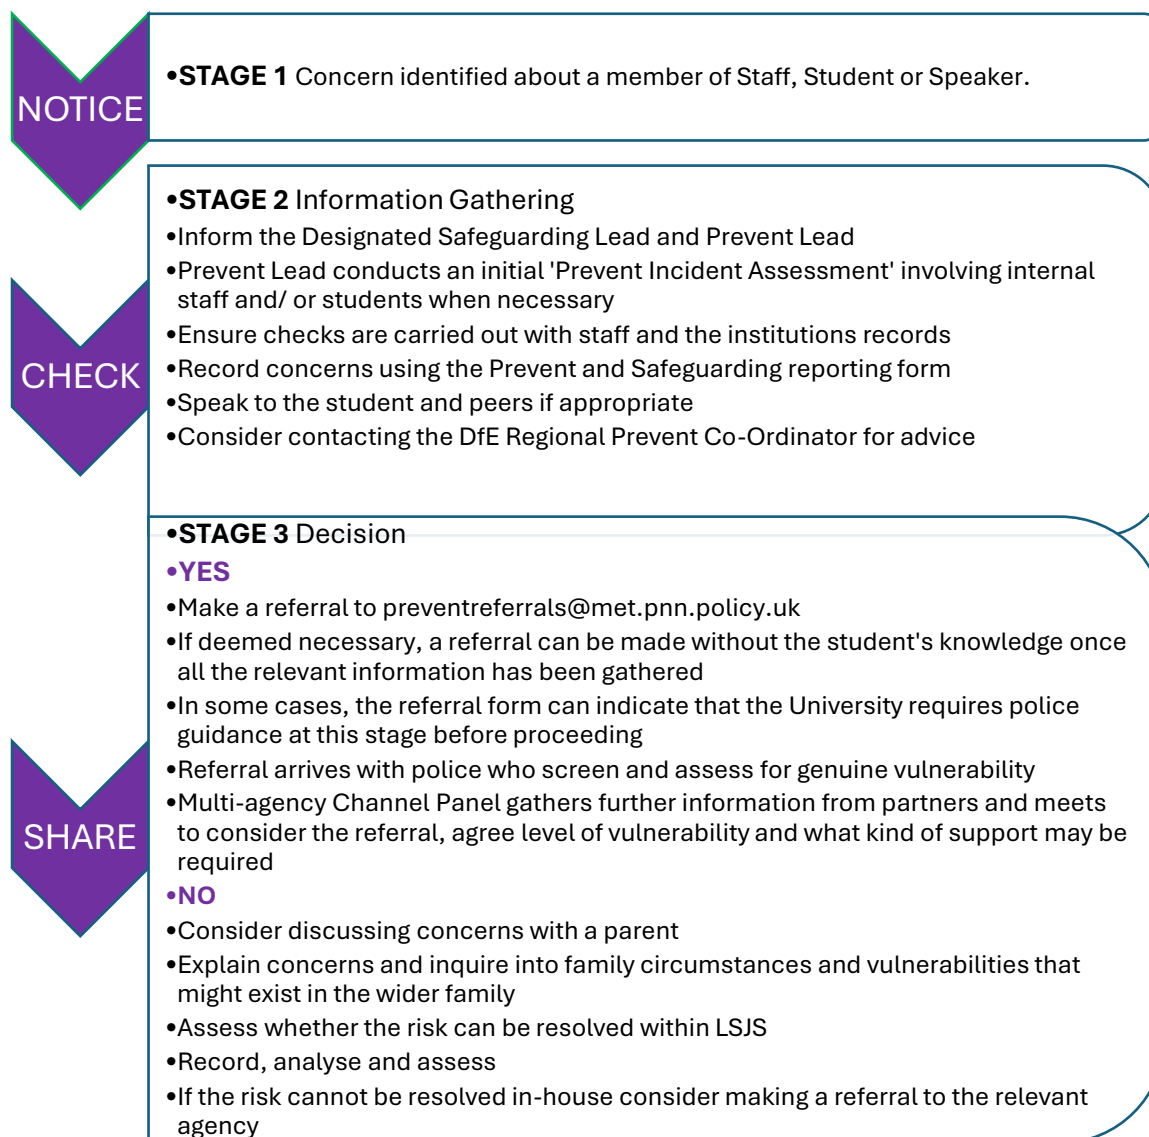 NOTICE
•STAGE 1 Concern identified about a member of Staff, Student or Speaker.
CHECK
•STAGE 2 Information Gathering
•Inform the Designated Safeguarding Lead and Prevent Lead
•Prevent Lead conducts an initial 'Prevent Incident Assessment' involving internal
staff and/ or students when necessary
•Ensure checks are carried out with staff and the institutions records
•Record concerns using the Prevent and Safeguarding reporting form
•Speak to the student and peers if appropriate
•Consider contacting the DfE Regional Prevent Co-Ordinator for advice
SHARE
•STAGE 3 Decision
•YES
•Make a referral to preventreferrals@met.pnn.policy.uk
•If deemed necessary, a referral can be made without the student's knowledge once
all the relevant information has been gathered
•In some cases, the referral form can indicate that the University requires police
guidance at this stage before proceeding
•Referral arrives with police who screen and assess for genuine vulnerability
•Multi-agency Channel Panel gathers further information from partners and meets
to consider the referral, agree level of vulnerability and what kind of support may be
required
•NO
•Consider discussing concerns with a parent
•Explain concerns and inquire into family circumstances and vulnerabilities that
might exist in the wider family
•Assess whether the risk can be resolved within LSJS
•Record, analyse and assess
•If the risk cannot be resolved in-house consider making a referral to the relevant
agency